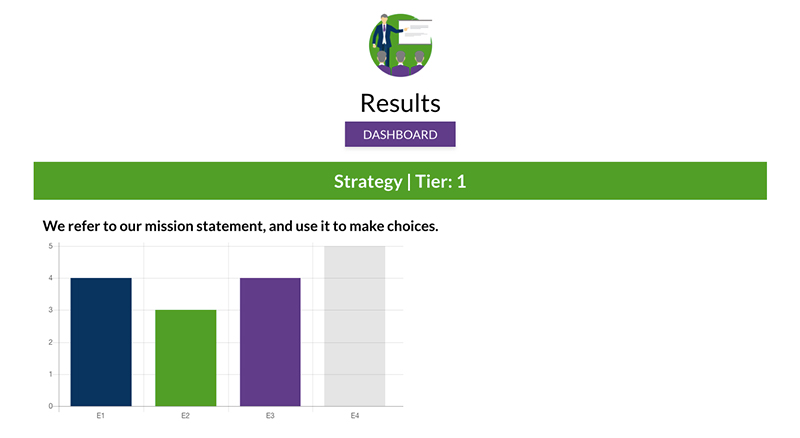 Results
DASHBOARD
Strategy | Tier: 1
We refer to our mission statement, and use it to make choices.
5
4
3
2
1
0
E1 E2 E3 E4